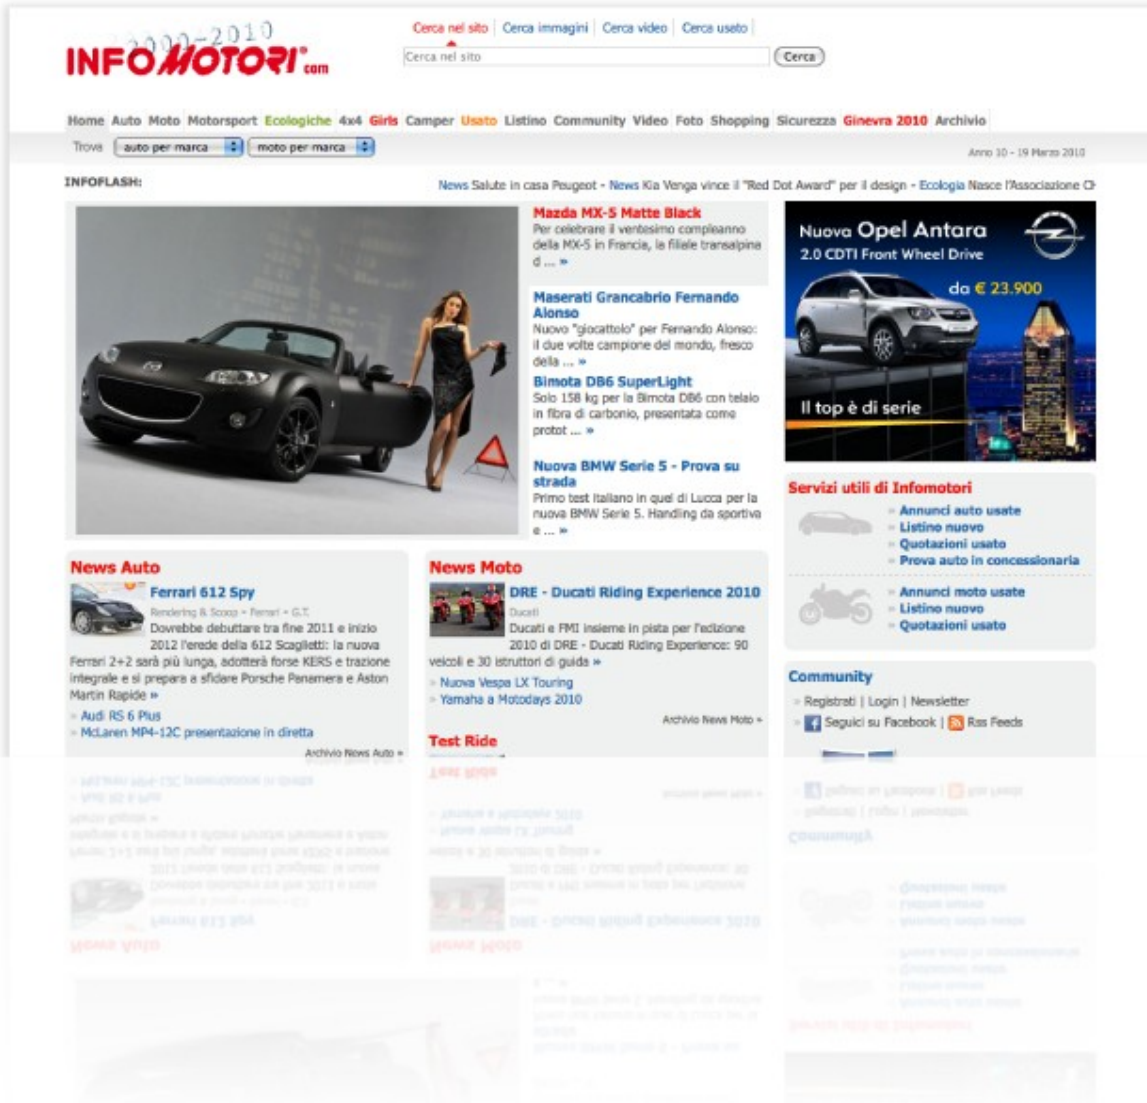 2000-2010
INFOMOTORI.com
Cerca nel sito Cerca immagini Cerca video Cerca usato
Cerca nel sito Cerca
Home Auto Moto Motorsport Ecologiche 4x4 Girls Camper Usato Listino Community Video Foto Shopping Sicurezza Ginevra 2010 Archivio
Trova auto per marca moto per marca
Anno 10 - 19 Marzo 2010
INFOFLASH:
News Salute in casa Peugeot - News Kia Venga vince il "Red Dot Award" per il design - Ecologia Nasce l'Associazione
Mazda MX-5 Matte Black
Per celebrare il ventesimo compleanno
della MX-5 in Francia, la filiale transalpina
d ... »
Maserati Grancabrio Fernando
Alonso
Nuovo "giocattolo" per Fernando Alonso:
il due volte campione del mondo, fresco
della ... »
Bimota DB6 SuperLight
Solo 158 kg per la Bimota DB6 con telaio
in fibra di carbonio, presentata come
protot ... »
Nuova BMW Serie 5 - Prova su
strada
Primo test italiano in quel di Lucca per la
nuova BMW Serie 5. Handling da sportiva
e ... »
Nuova Opel Antara
2.0 CDTI Front Wheel Drive
da € 23.900
Il top è di serie
Servizi utili di Infomotori
» Annunci auto usate
» Listino nuovo
» Quotazioni usato
» Prova auto in concessionaria
» Annunci moto usate
» Listino nuovo
» Quotazioni usato
News Auto
Ferrari 612 Spy
Rendering & Scoop - Ferrari - G.T.
Dovrebbe debuttare tra fine 2011 e inizio
2012 l'erede della 612 Scaglietti: la nuova
Ferrari 2+2 sarà più lunga, adotterà forse KERS e trazione
integrale e si prepara a sfidare Porsche Panamera e Aston
Martin Rapide »
» Audi RS 6 Plus
» McLaren MP4-12C presentazione in diretta
Archivio News Auto »
News Moto
DRE - Ducati Riding Experience 2010
Ducati
Ducati e FMI insieme in pista per l'edizione
2010 di DRE - Ducati Riding Experience: 90
veicoli e 30 istruttori di guida »
» Nuova Vespa LX Touring
» Yamaha a Motodays 2010
Archivio News Moto »
Test Ride
Community
» Registrati | Login | Newsletter
» Seguici su Facebook | Rss Feeds